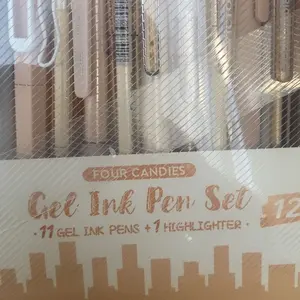 FOUR CANDIES
Gel Ink Pen Set
· 11 GEL INK PENS + 1 HIGHLIGHTER ·
12